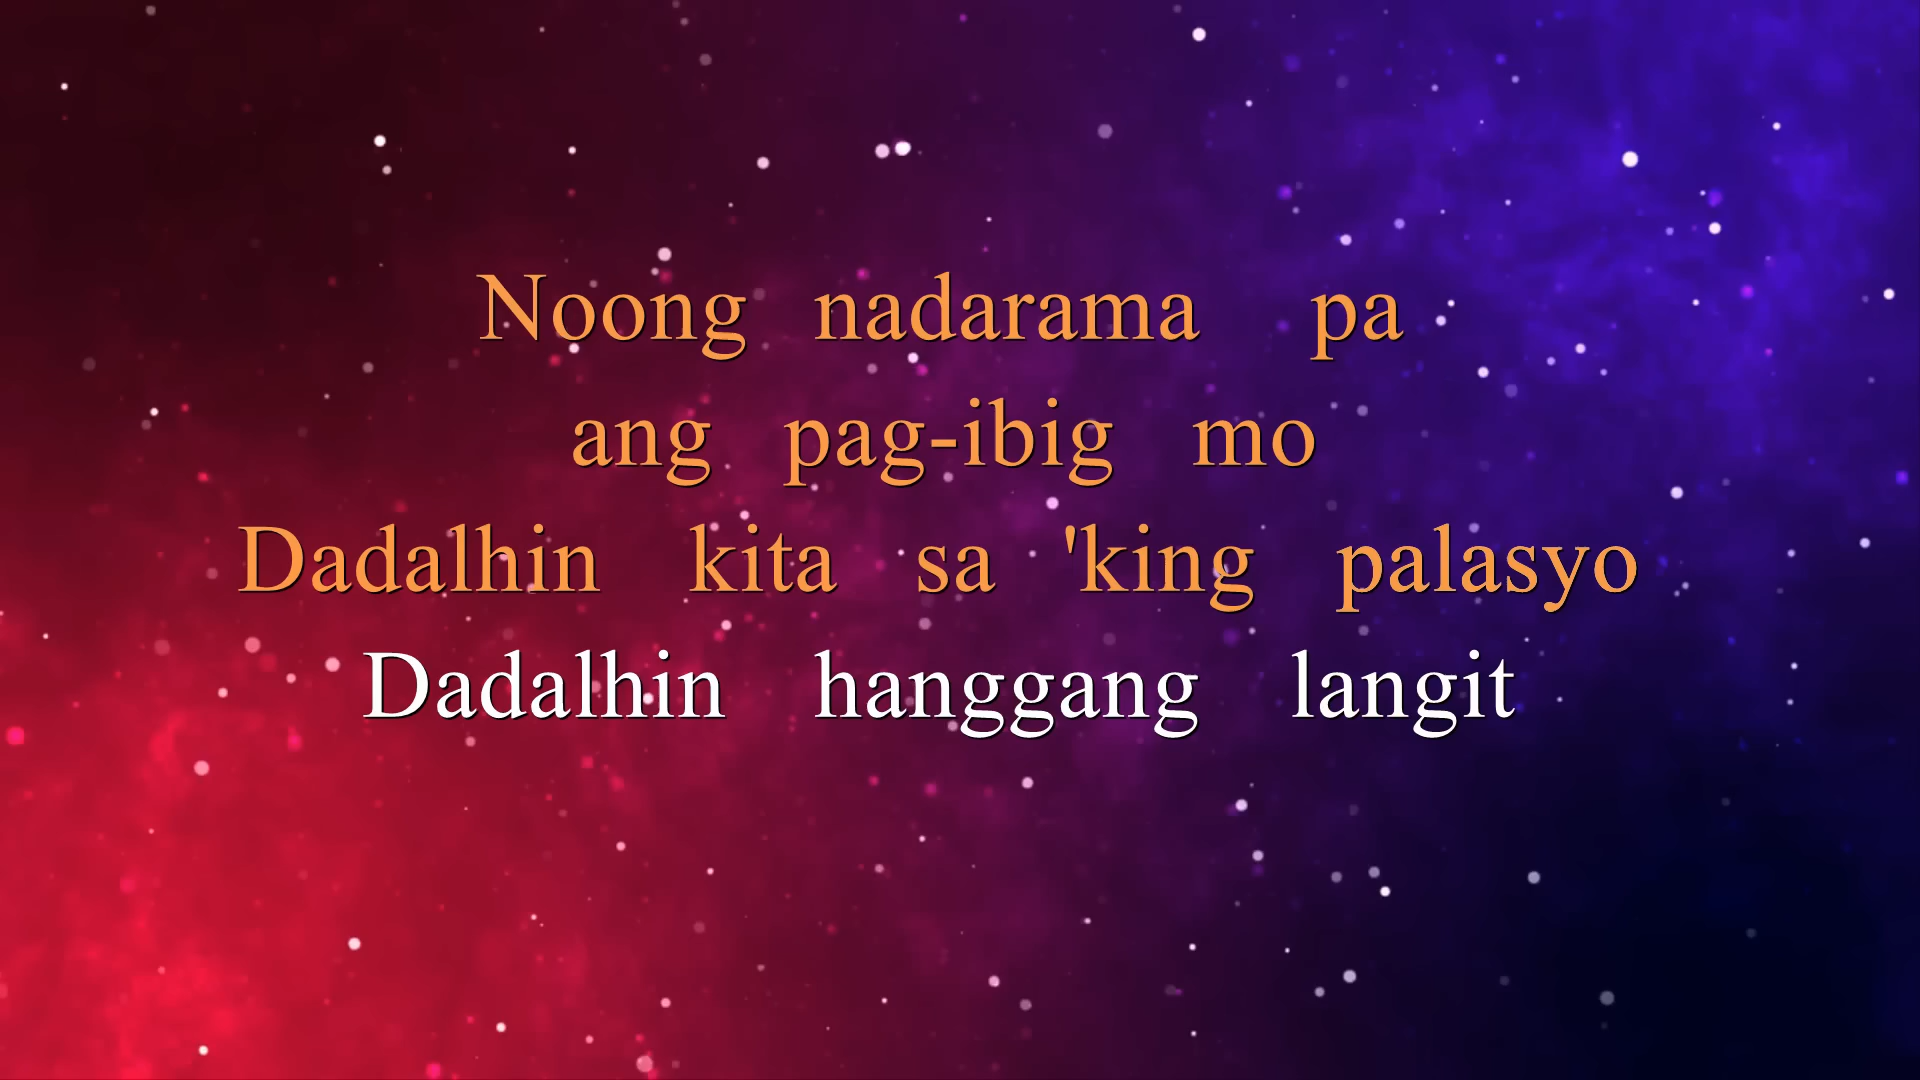 Noong nadarama pa
ang pag-ibig mo
Dadalhin kita sa 'king palasyo
Dadalhin hanggang langit